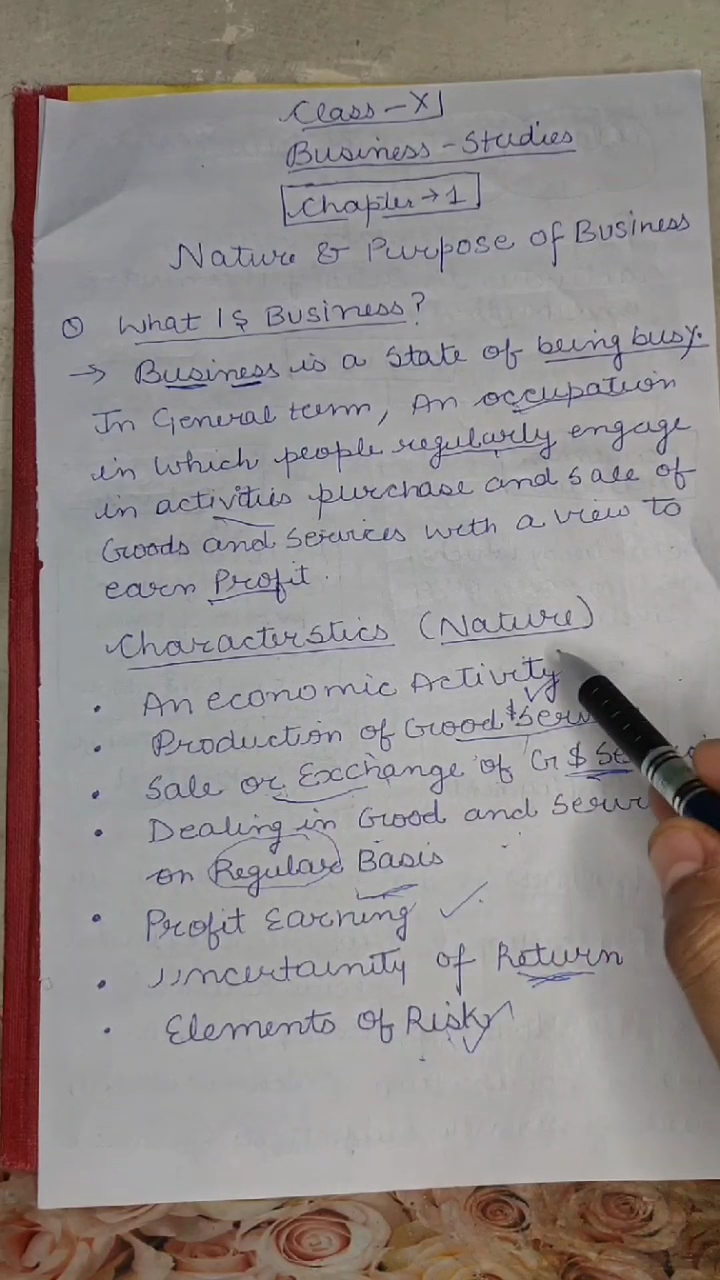 Class-XI
Business-Studies
Chapter→1
Nature & Purpose of Business
What Is Business?
→ Business is a State of being busy.
In General term, An occupation
in which people regularly engage
in activities purchase and sale of
Goods and Services with a view to
earn Profit.
Characterstics (Nature)
• An economic Activity
• Production of Good $
• Sale or Exchange of G $
• Dealing in Good and
on Regular Basis
• Profit Earning ✓
• Uncertainity of Return
• Elements of Risk